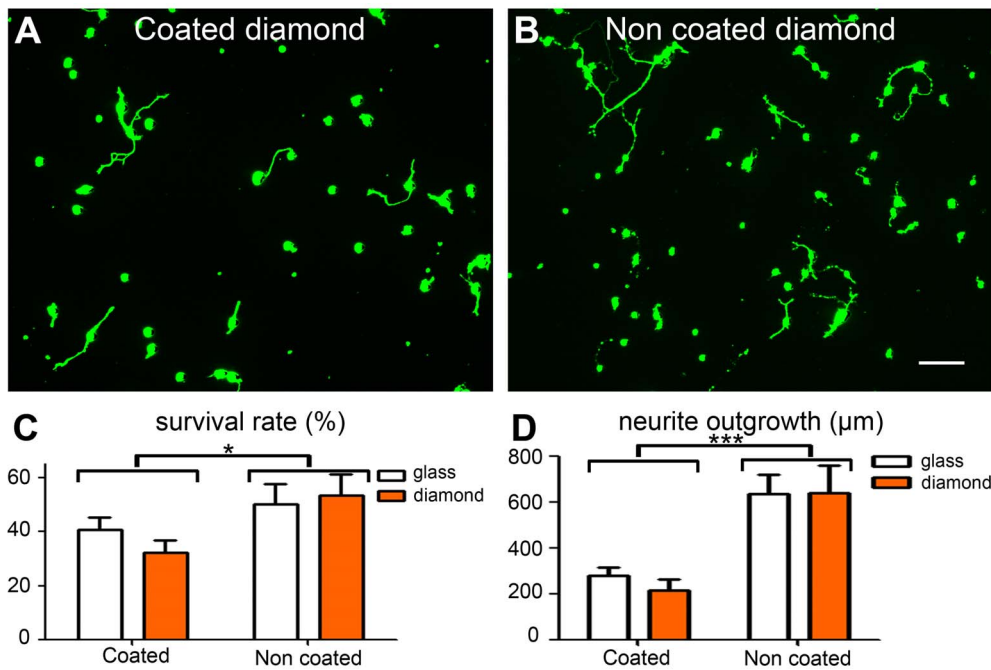 A Coated diamond
B Non coated diamond
C survival rate (%)
*
60
40
20
0
glass
diamond
Coated
Non coated
D neurite outgrowth (µm)
***
800
600
400
200
0
glass
diamond
Coated
Non coated